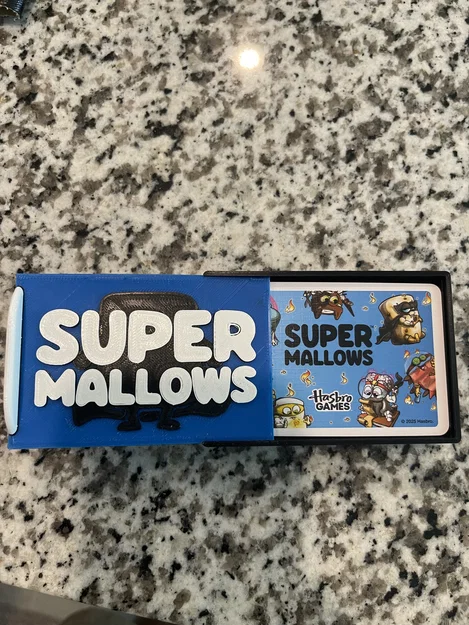 SUPER
MALLOWS
SUPER
MALLOWS
Hasbro
GAMES
© 2025 Hasbro.